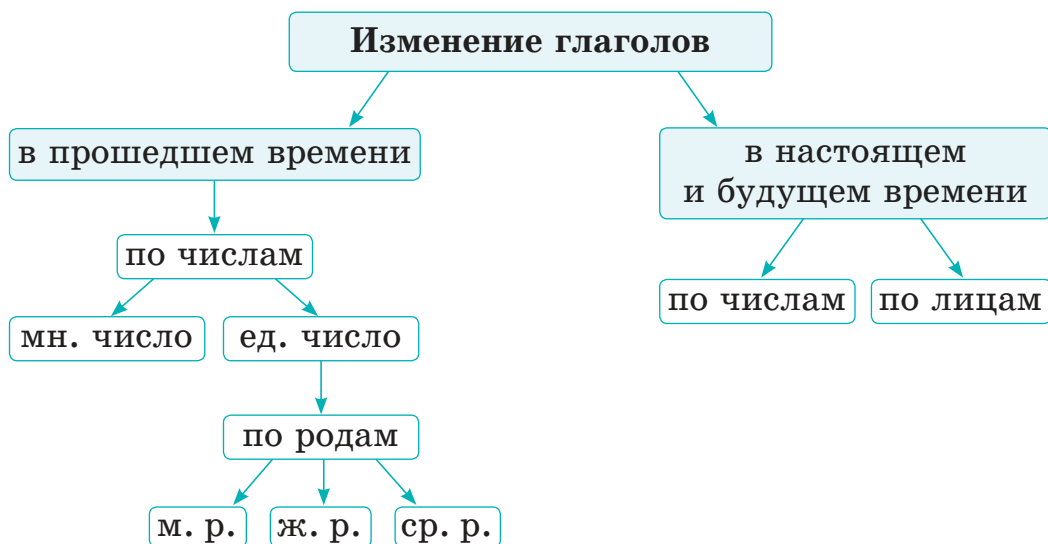 Изменение глаголов
в прошедшем времени
в настоящем
и будущем времени
по числам
по числам
по лицам
мн. число
ед. число
по родам
м. р.
ж. р.
ср. р.